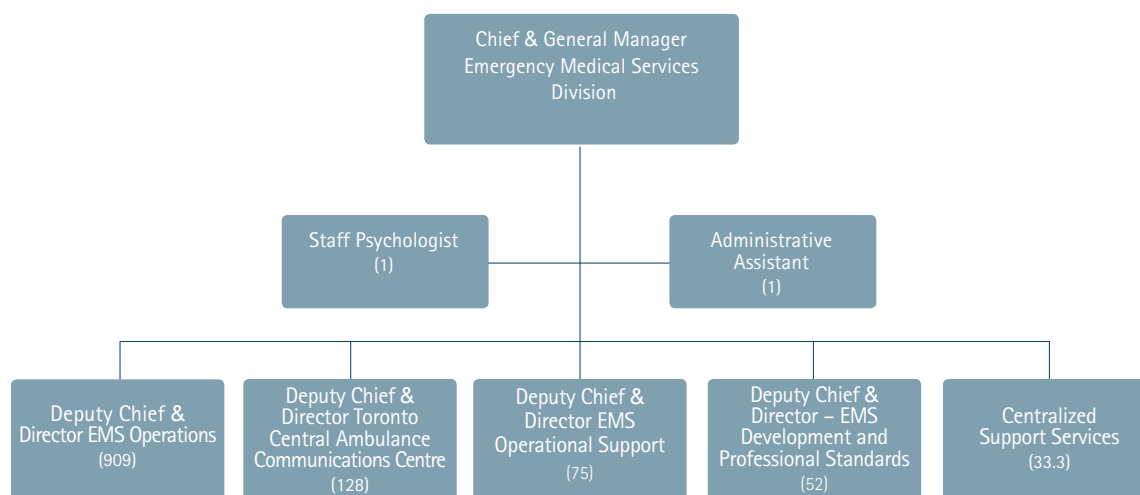 Chief & General Manager
Emergency Medical Services
Division
Staff Psychologist
(1)
Administrative
Assistant
(1)
Deputy Chief &
Director EMS Operations
(909)
Deputy Chief &
Director Toronto
Central Ambulance
Communications Centre
(128)
Deputy Chief &
Director EMS
Operational Support
(75)
Deputy Chief &
Director – EMS
Development and
Professional Standards
(52)
Centralized
Support Services
(33.3)